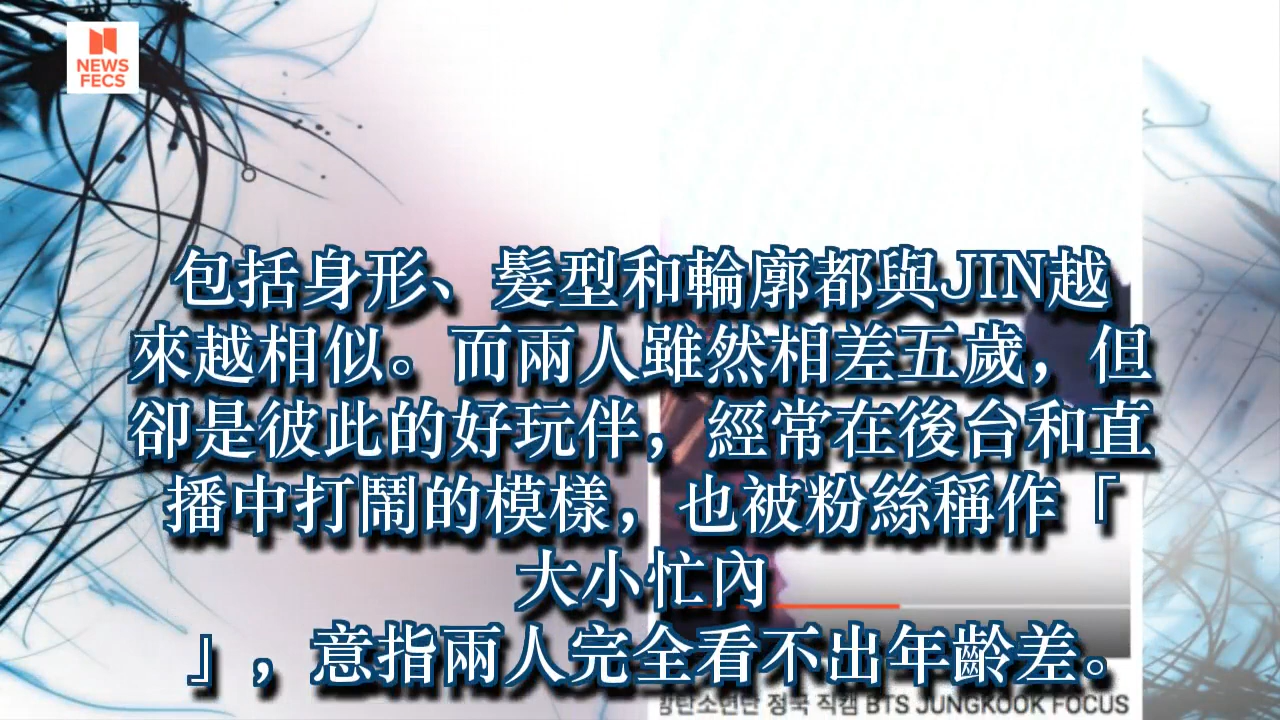 NEWS
FECS
包括身形、髮型和輪廓都與JIN越
來越相似。而兩人雖然相差五歲，但
卻是彼此的好玩伴，經常在後台和直
播中打鬧的模樣，也被粉絲稱作「
大小忙內
」，意指兩人完全看不出年齡差。
방탄소년단 정국 직캠 BTS JUNGKOOK FOCUS